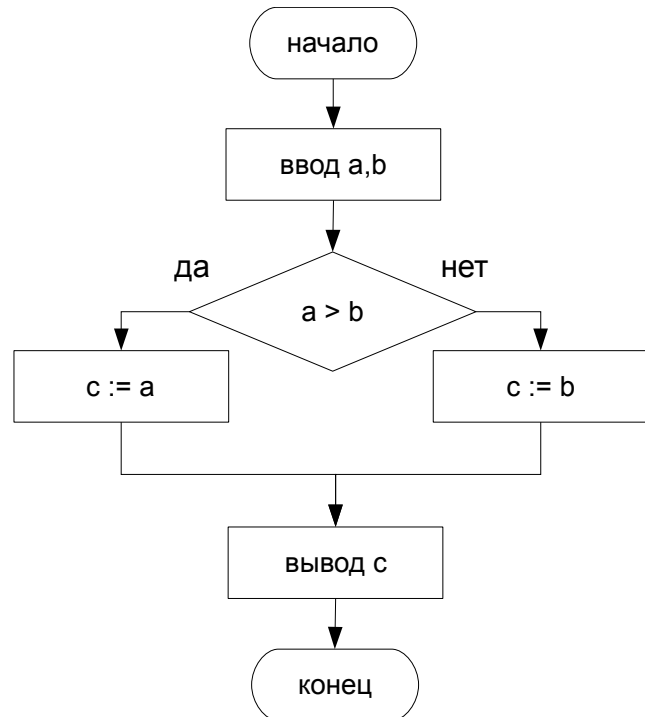 начало
ввод a,b
да
нет
a > b
c := a
c := b
вывод c
конец